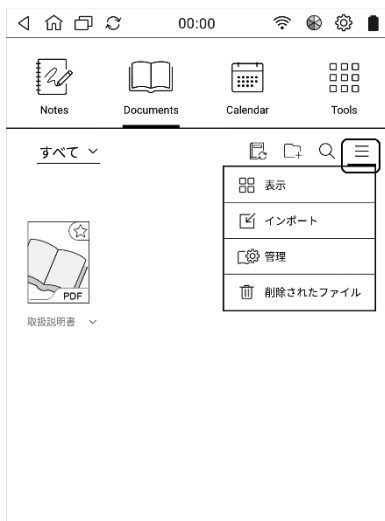 00:00
Notes Documents Calendar Tools
すべて
表示
インポート
管理
削除されたファイル
PDF
取扱説明書